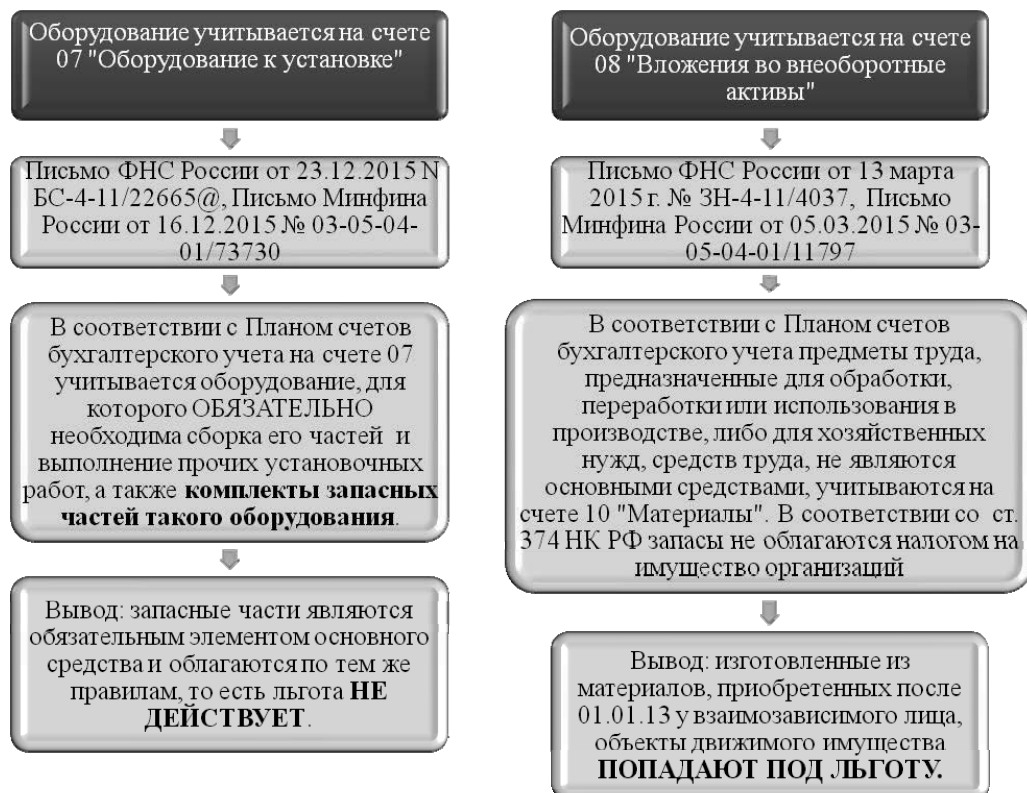 Оборудование учитывается на счете
07 "Оборудование к установке"
Письмо ФНС России от 23.12.2015 N
БС-4-11/22665@, Письмо Минфина
России от 16.12.2015 № 03-05-04-
01/73730
В соответствии с Планом счетов
бухгалтерского учета на счете 07
учитывается оборудование, для
которого ОБЯЗАТЕЛЬНО
необходима сборка его частей и
выполнение прочих установочных
работ, а также комплекты запасных
частей такого оборудования.
Вывод: запасные части являются
обязательным элементом основного
средства и облагаются по тем же
правилам, то есть льгота НЕ
ДЕЙСТВУЕТ.
Оборудование учитывается на счете
08 "Вложения во внеоборотные
активы"
Письмо ФНС России от 13 марта
2015 г. № ЗН-4-11/4037, Письмо
Минфина России от 05.03.2015 № 03-
05-04-01/11797
В соответствии с Планом счетов
бухгалтерского учета предметы труда,
предназначенные для обработки,
переработки или использования в
производстве, либо для хозяйственных
нужд, средств труда, не являются
основными средствами, учитываются на
счете 10 "Материалы". В соответствии со ст.
374 НК РФ запасы не облагаются налогом на
имущество организаций
Вывод: изготовленные из
материалов, приобретенных после
01.01.13 у взаимозависимого лица,
объекты движимого имущества
ПОПАДАЮТ ПОД ЛЬГОТУ.